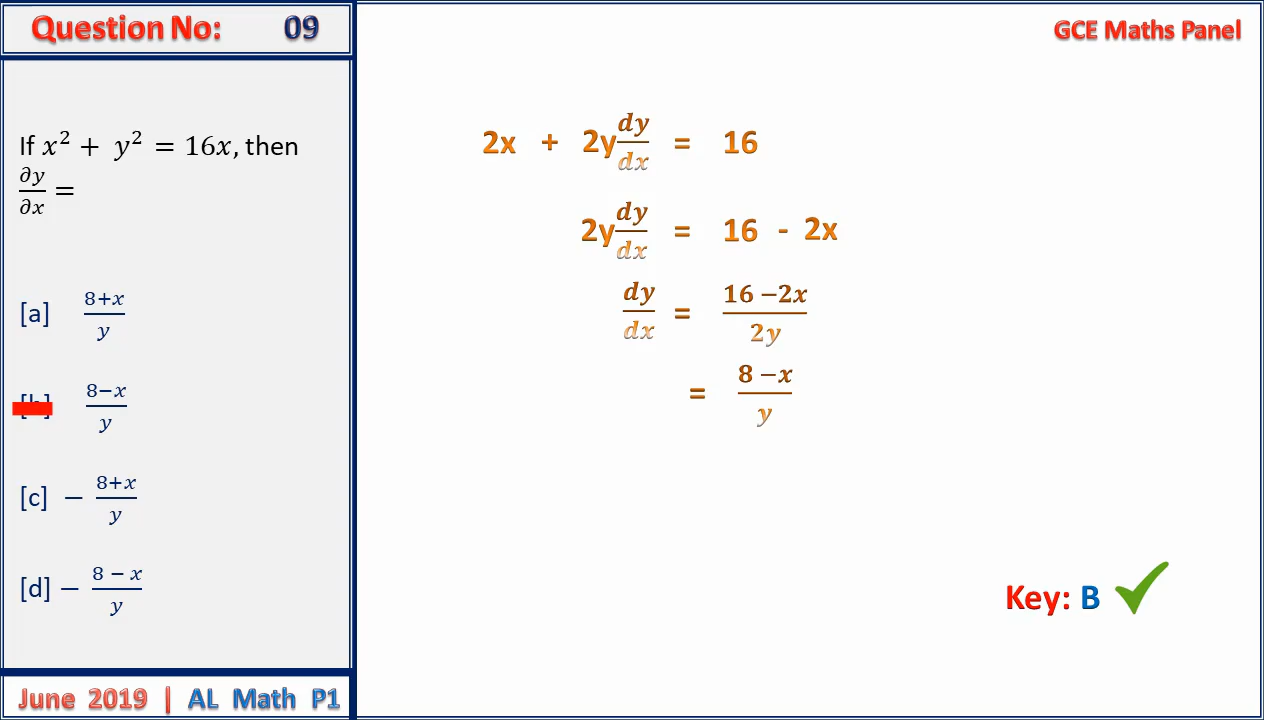 Question No: 09
GCE Maths Panel
If x² + y² = 16x, then
∂y/∂x =
[a] 8+x/y
[b] 8−x/y
[c] − 8+x/y
[d] − 8 − x/y
2x + 2y dy/dx = 16
2y dy/dx = 16 - 2x
dy/dx = 16 −2x/2y
= 8 −x/y
Key: B
June 2019 | AL Math P1